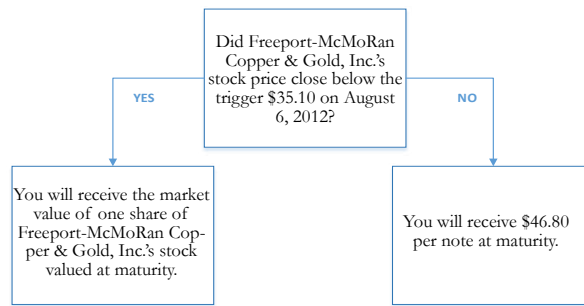 Did Freeport-McMoRan
Copper & Gold, Inc.'s
stock price close below the
trigger $35.10 on August
6, 2012?
YES
NO
You will receive the market
value of one share of
Freeport-McMoRan Cop-
per & Gold, Inc.'s stock
valued at maturity.
You will receive $46.80
per note at maturity.